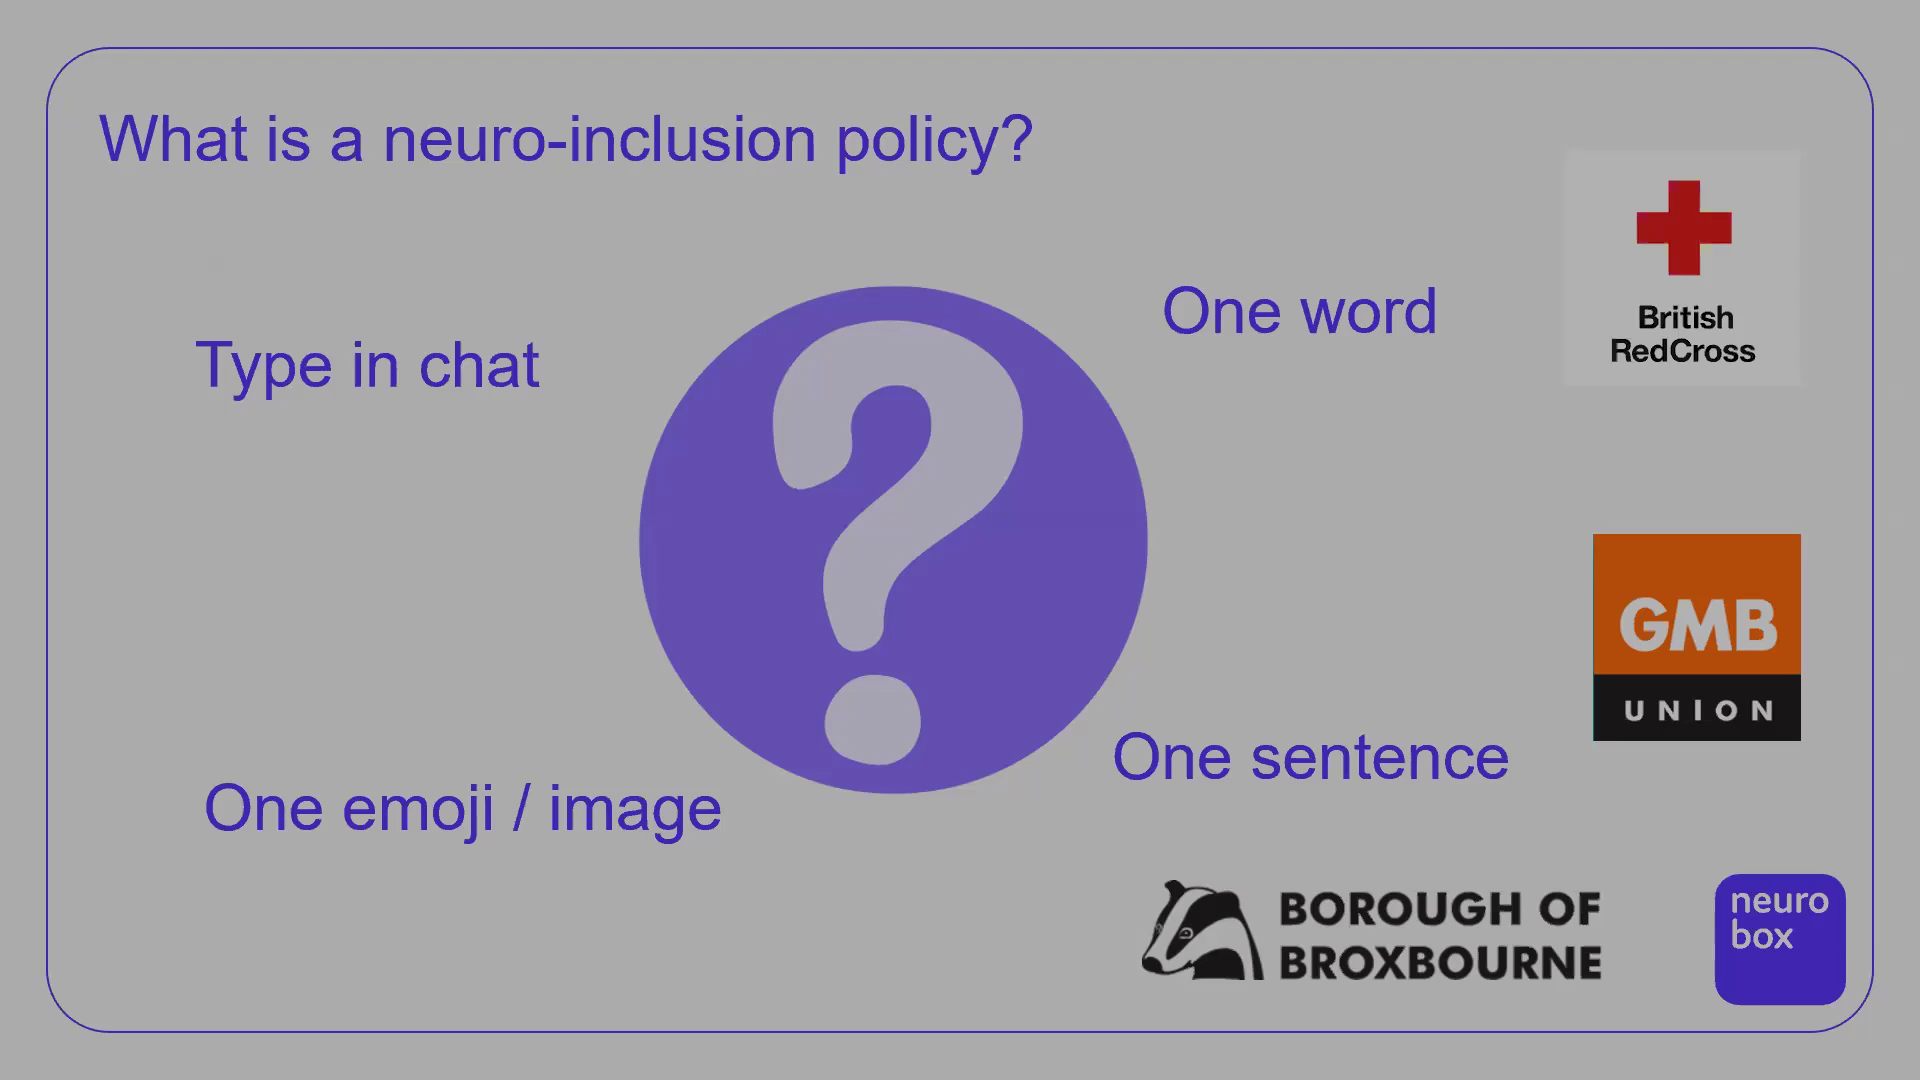 What is a neuro-inclusion policy?
Type in chat
One word
British
RedCross
GMB
UNION
One sentence
One emoji / image
BOROUGH OF
BROXBOURNE
neuro
box